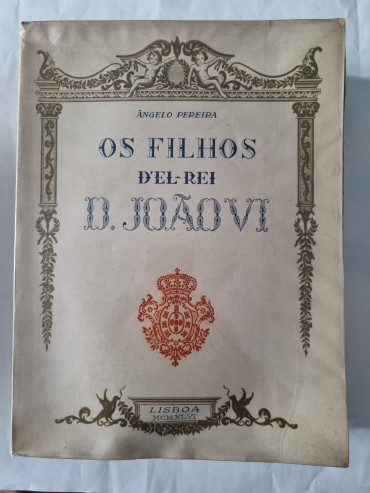 ÂNGELO PEREIRA
OS FILHOS
D'EL-REI
D. JOÃO VI
LISBOA
MCMXLVI